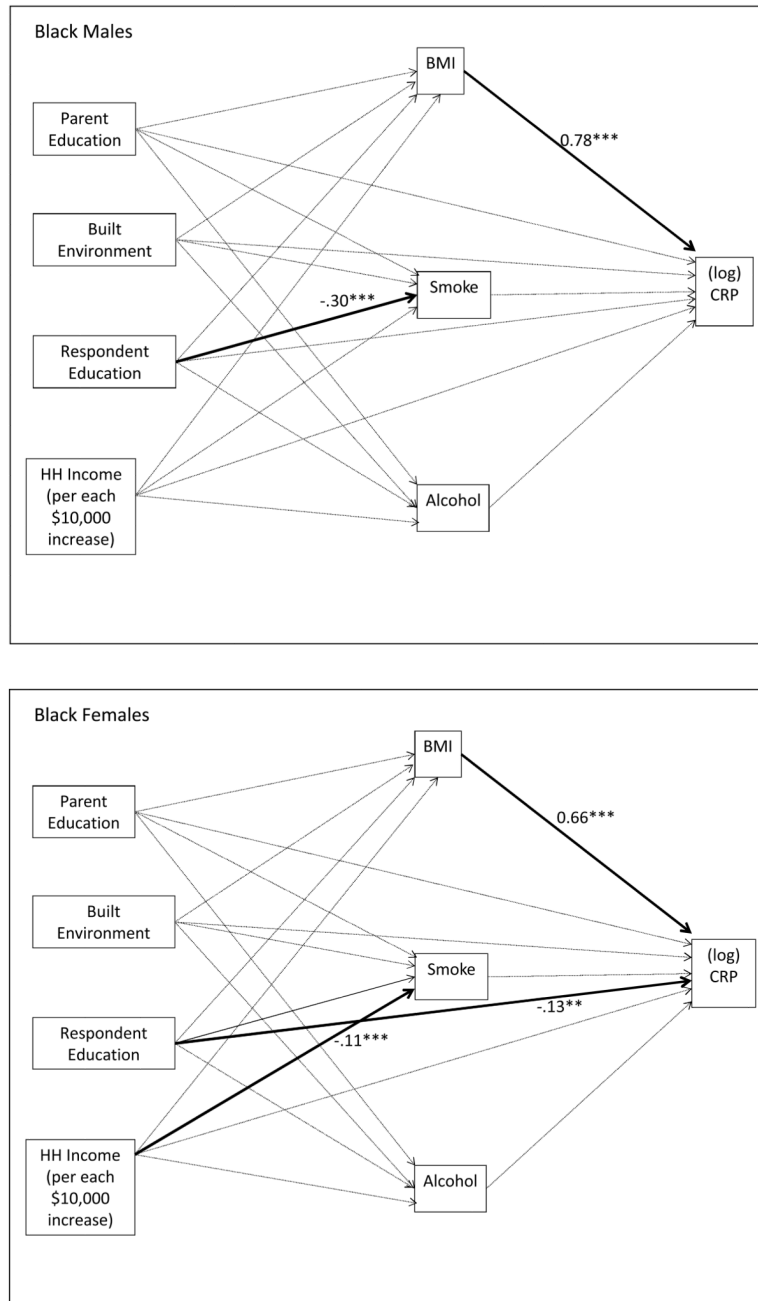 Black Males
BMI
Parent
Education
0.78***
Built
Environment
(log)
CRP
Smoke
-.30***
Respondent
Education
HH Income
(per each
$10,000
increase)
Alcohol
Black Females
BMI
Parent
Education
0.66***
Built
Environment
(log)
CRP
Smoke
-.13**
Respondent
Education
-.11***
HH Income
(per each
$10,000
increase)
Alcohol